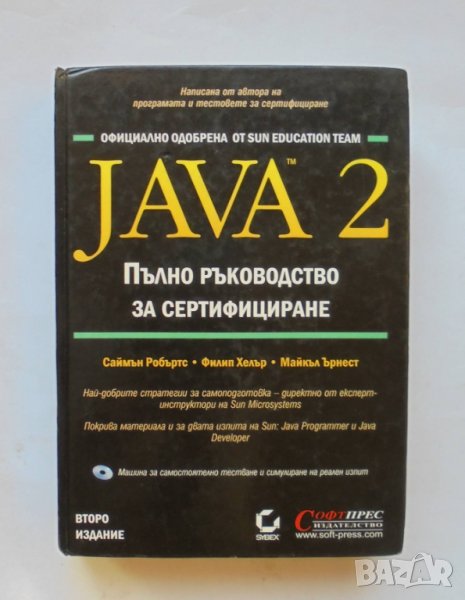 Написана от автора на
програмата и тестовете за сертифициране
ОФИЦИАЛНО ОДОБРЕНА ОТ SUN EDUCATION TEAM
JAVA™ 2
ПЪЛНО РЪКОВОДСТВО
ЗА СЕРТИФИЦИРАНЕ
Саймън Робъртс • Филип Хелър • Майкъл Ърнест
Най-добрите стратегии за самоподготовка – директно от експерт-
инструктори на Sun Microsystems
Покрива материала и за двата изпита на Sun: Java Programmer и Java
Developer
Машина за самостоятелно тестване и симулиране на реален изпит
ВТОРО
ИЗДАНИЕ
SYBEX
СОФТПРЕС
ИЗДАТЕЛСТВО
www.soft-press.com
BAZAR